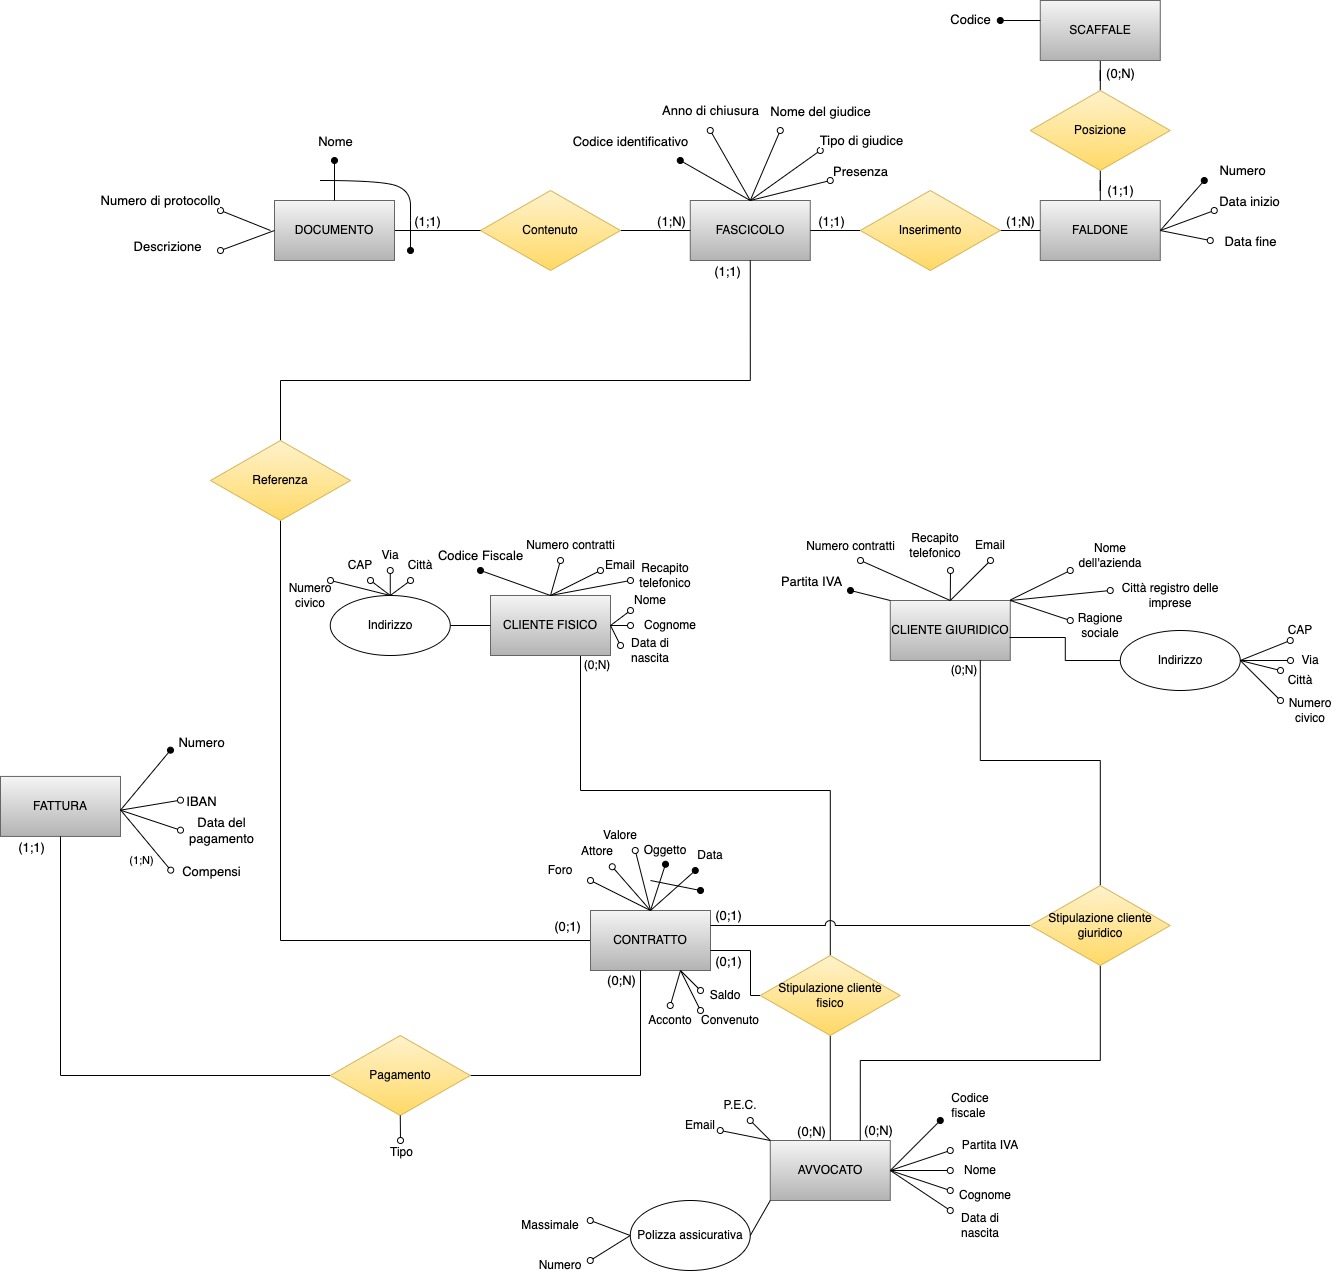 Codice
SCAFFALE
(0;N)
Posizione
(1;1)
Anno di chiusura
Nome del giudice
Codice identificativo
Tipo di giudice
Presenza
Nome
Numero di protocollo
Descrizione
DOCUMENTO
(1;1)
Contenuto
(1;N)
FASCICOLO
(1;1)
(1;1)
Inserimento
(1;N)
FALDONE
Numero
Data inizio
Data fine
Referenza
Numero
civico
CAP
Via
Città
Indirizzo
Codice Fiscale
Numero contratti
Email
Recapito
telefonico
Nome
Cognome
Data di
nascita
CLIENTE FISICO
(0;N)
Partita IVA
Numero contratti
Recapito
telefonico
Email
Nome
dell'azienda
Città registro delle
imprese
Ragione
sociale
CLIENTE GIURIDICO
(0;N)
Indirizzo
CAP
Via
Città
Numero
civico
FATTURA
(1;1)
Numero
IBAN
Data del
pagamento
(1;N)
Compensi
Foro
Attore
Valore
Oggetto
Data
(0;1)
CONTRATTO
(0;1)
(0;1)
(0;N)
Saldo
Acconto
Convenuto
Stipulazione cliente
giuridico
Stipulazione cliente
fisico
Pagamento
Tipo
P.E.C.
Email
(0;N)
(0;N)
AVVOCATO
Codice
fiscale
Partita IVA
Nome
Cognome
Data di
nascita
Polizza assicurativa
Massimale
Numero